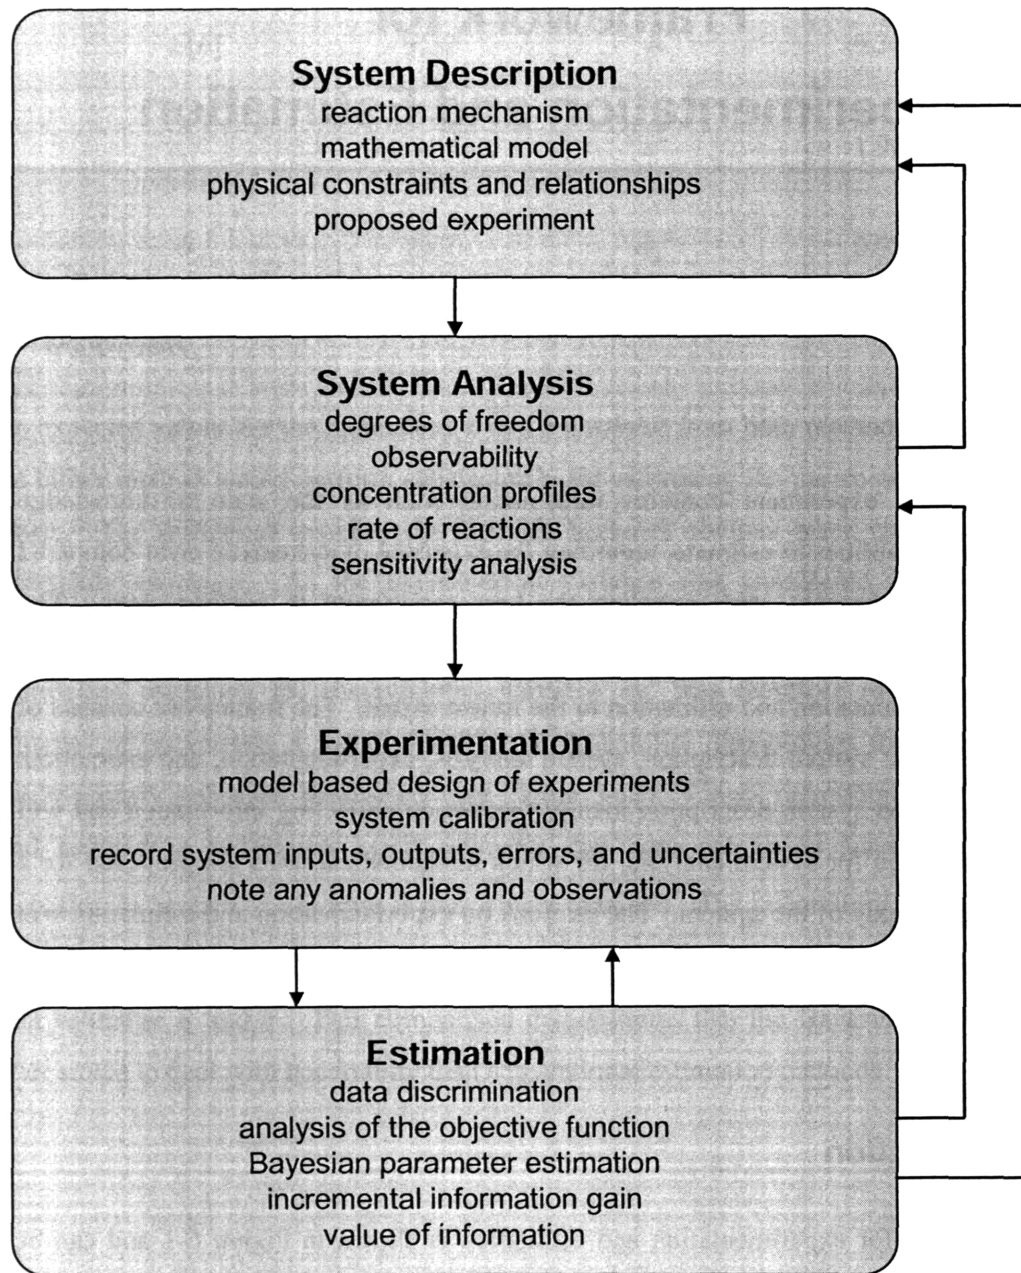 System Description
reaction mechanism
mathematical model
physical constraints and relationships
proposed experiment
System Analysis
degrees of freedom
observability
concentration profiles
rate of reactions
sensitivity analysis
Experimentation
model based design of experiments
system calibration
record system inputs, outputs, errors, and uncertainties
note any anomalies and observations
Estimation
data discrimination
analysis of the objective function
Bayesian parameter estimation
incremental information gain
value of information